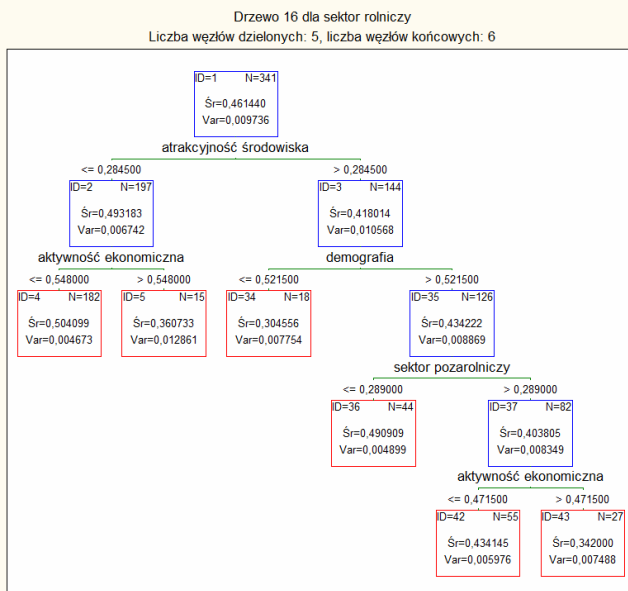 Drzewo 16 dla sektor rolniczy
Liczba węzłów dzielonych: 5, liczba węzłów końcowych: 6
ID=1 N=341
Śr=0,461440
Var=0,009736
atrakcyjność środowiska
<= 0,284500 > 0,284500
ID=2 N=197 ID=3 N=144
Śr=0,493183 Śr=0,418014
Var=0,006742 Var=0,010568
aktywność ekonomiczna demografia
<= 0,548000 > 0,548000 <= 0,521500 > 0,521500
ID=4 N=182 ID=5 N=15 ID=34 N=18 ID=35 N=126
Śr=0,504099 Śr=0,360733 Śr=0,304556 Śr=0,434222
Var=0,004673 Var=0,012861 Var=0,007754 Var=0,008869
sektor pozarolniczy
<= 0,289000 > 0,289000
ID=36 N=44 ID=37 N=82
Śr=0,490909 Śr=0,403805
Var=0,004899 Var=0,008349
aktywność ekonomiczna
<= 0,471500 > 0,471500
ID=42 N=55 ID=43 N=27
Śr=0,434145 Śr=0,342000
Var=0,005976 Var=0,007488